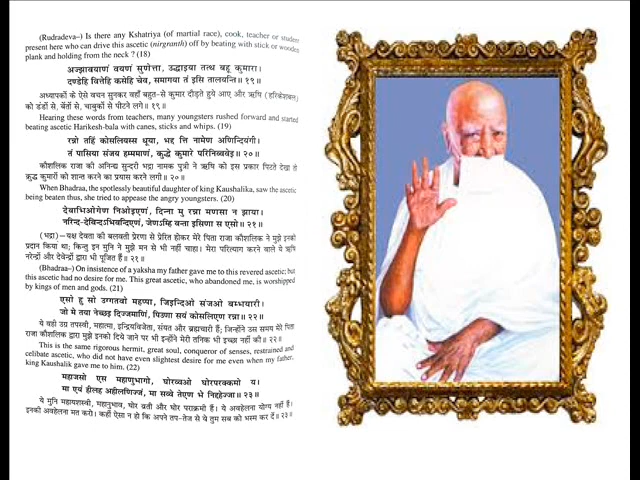 (Rudradeva–) Is there any Kshatriya (of martial race), cook, teacher or student
present here who can drive this ascetic (nirgranth) off by beating with stick or wooden
plank and holding from the neck ? (18)
अज्झावयाणं वयणं सुणेत्ता, उद्धाइया तत्थ बहू कुमारा।
दण्डेहि वित्तेहि कसेहि चेव, समागया तं इसि तालयन्ति॥ १९॥
अध्यापकों के ऐसे वचन सुनकर वहाँ बहुत-से कुमार दौड़ते हुये आए और ऋषि (हरिकेशबल)
को डंडों से, बेंतों से, चाबुकों से पीटने लगे॥ १९॥
Hearing these words from teachers, many youngsters rushed forward and started
beating ascetic Harikesh-bala with canes, sticks and whips. (19)
रन्नो तहिं कोसलियस्स धूया, भद्द त्ति नामेण अणिन्दियंगी।
तं पासिया संजय हम्ममाणं, कुद्धे कुमारे परिनिव्ववेइ॥ २०॥
कौशलिक राजा की अनिन्द्य सुन्दरी भद्रा नामक पुत्री ने ऋषि को इस प्रकार पिटते देखा तो
क्रुद्ध कुमारों को शान्त करने का प्रयास करने लगी॥ २०॥
When Bhadraa, the spotlessly beautiful daughter of king Kaushalika, saw the ascetic
being beaten thus, she tried to appease the angry youngsters. (20)
देवाभिओगेण निओइएणं, दिन्ना मु रन्ना मणसा न झाया।
नरिन्द-देविन्दऽभिवन्दिएणं, जेणऽम्हि वन्ता इसिणा स एसो॥ २१॥
(भद्रा)—यक्ष देवता की बलवती प्रेरणा से प्रेरित होकर मेरे पिता राजा कौशलिक ने मुझे इनको
प्रदान किया था; किन्तु इन मुनि ने मुझे मन से भी नहीं चाहा। मेरा परित्याग करने वाले ये ऋषि
नरेन्द्रों और देवेन्द्रों द्वारा भी पूजित हैं॥ २१॥
(Bhadraa–) On insistence of a yaksha my father gave me to this revered ascetic; but
this ascetic had no desire for me. This great ascetic, who abandoned me, is worshipped
by kings of men and gods. (21)
एसो हु सो उग्गतवो महप्पा, जिइन्दिओ संजओ बम्भयारी।
जो मे तया नेच्छइ दिज्जमाणिं, पिउणा सयं कोसलिएण रन्ना॥ २२॥
ये वही उग्र तपस्वी, महात्मा, इन्द्रियविजेता, संयत और ब्रह्मचारी हैं; जिन्होंने उस समय मेरे पिता
राजा कौशलिक द्वारा मुझे इनको दिये जाने पर भी इन्होंने मेरी तनिक भी इच्छा नहीं की॥ २२॥
This is the same rigorous hermit, great soul, conqueror of senses, restrained and
celibate ascetic, who did not have even slightest desire for me even when my father,
king Kaushalik gave me to him. (22)
महाजसो एस महाणुभागो, घोरव्वओ घोरपरक्कमो य।
मा एयं हीलह अहीलणिज्जं, मा सव्वे तेएण भे निद्दहेज्जा॥ २३॥
ये मुनि महायशस्वी, महानुभाव, घोर व्रती और घोर पराक्रमी हैं। ये अवहेलना योग्य नहीं हैं।
इनकी अवहेलना मत करो। कहीं ऐसा न हो कि अपने तप-तेज से ये तुम सब को भस्म कर दें॥ २३॥